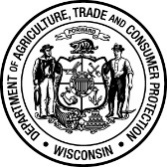 DEPARTMENT OF AGRICULTURE, TRADE AND CONSUMER PROTECTION
• WISCONSIN •
FORWARD